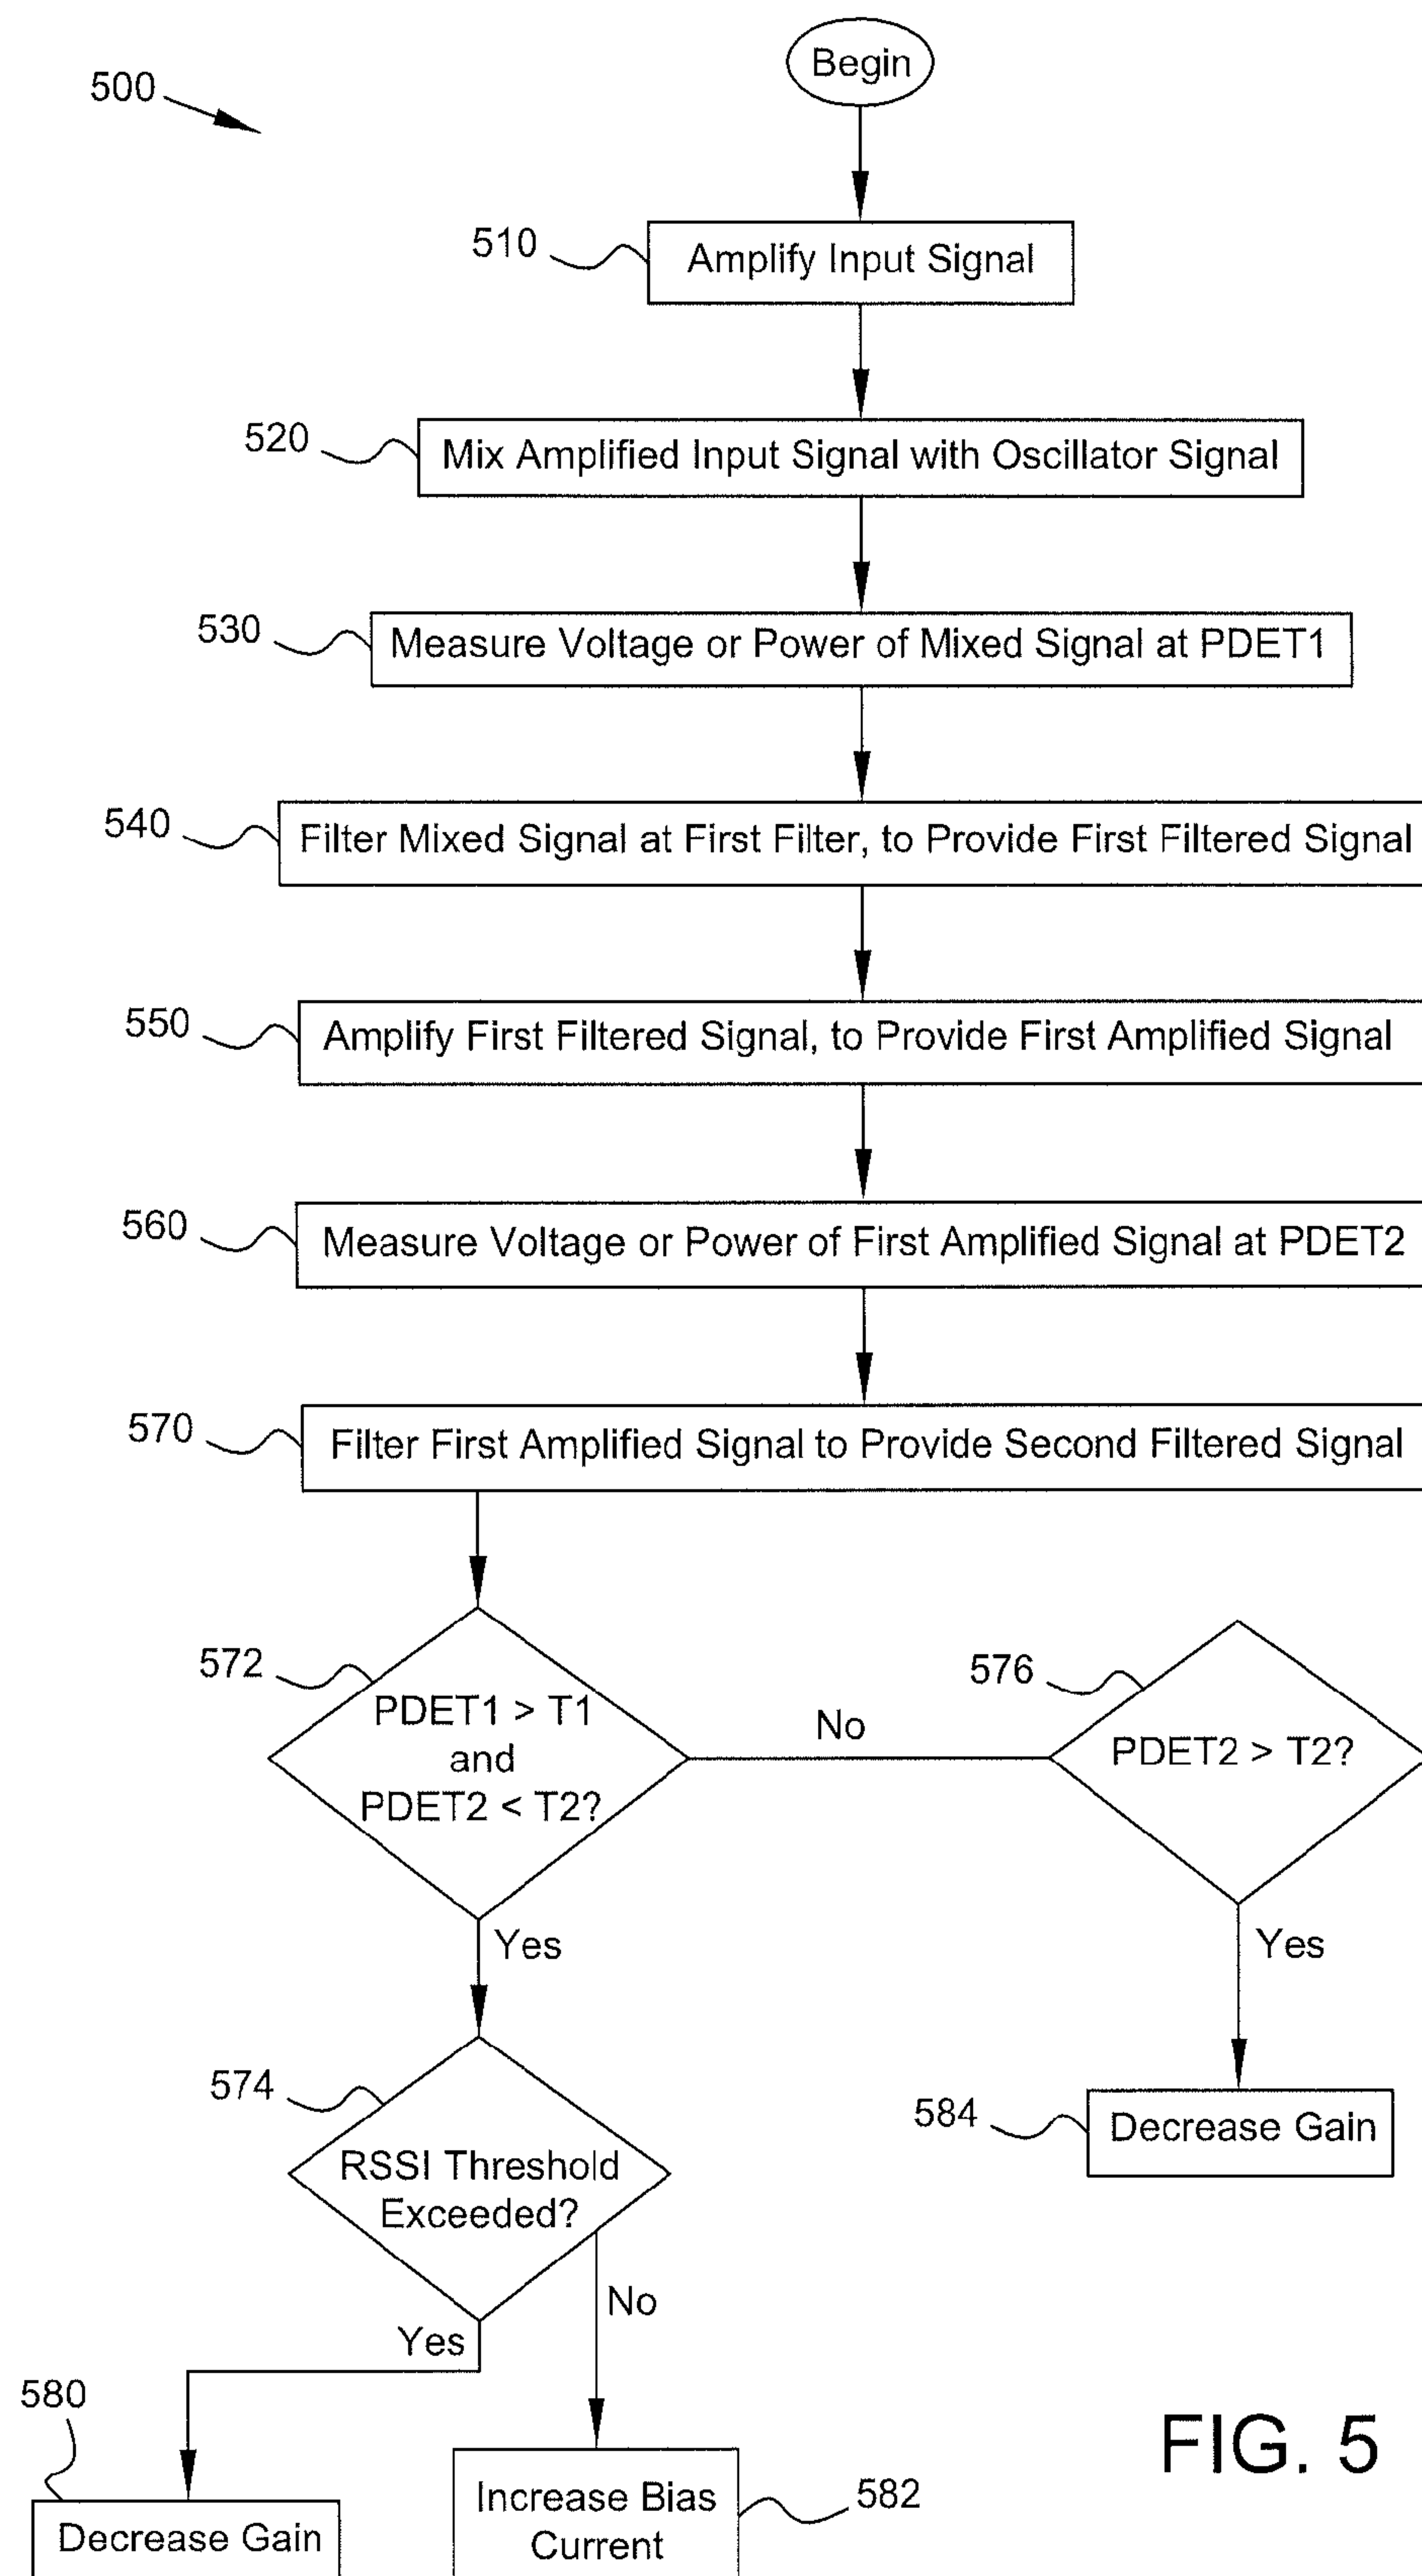 Begin
500
510
Amplify Input Signal
520
Mix Amplified Input Signal with Oscillator Signal
530
Measure Voltage or Power of Mixed Signal at PDET1
540
Filter Mixed Signal at First Filter, to Provide First Filtered Signal
550
Amplify First Filtered Signal, to Provide First Amplified Signal
560
Measure Voltage or Power of First Amplified Signal at PDET2
570
Filter First Amplified Signal to Provide Second Filtered Signal
572
PDET1 > T1
and
PDET2 < T2?
No
576
PDET2 > T2?
Yes
Yes
574
RSSI Threshold
Exceeded?
584
Decrease Gain
No
Yes
580
Decrease Gain
Increase Bias
Current
582
FIG. 5